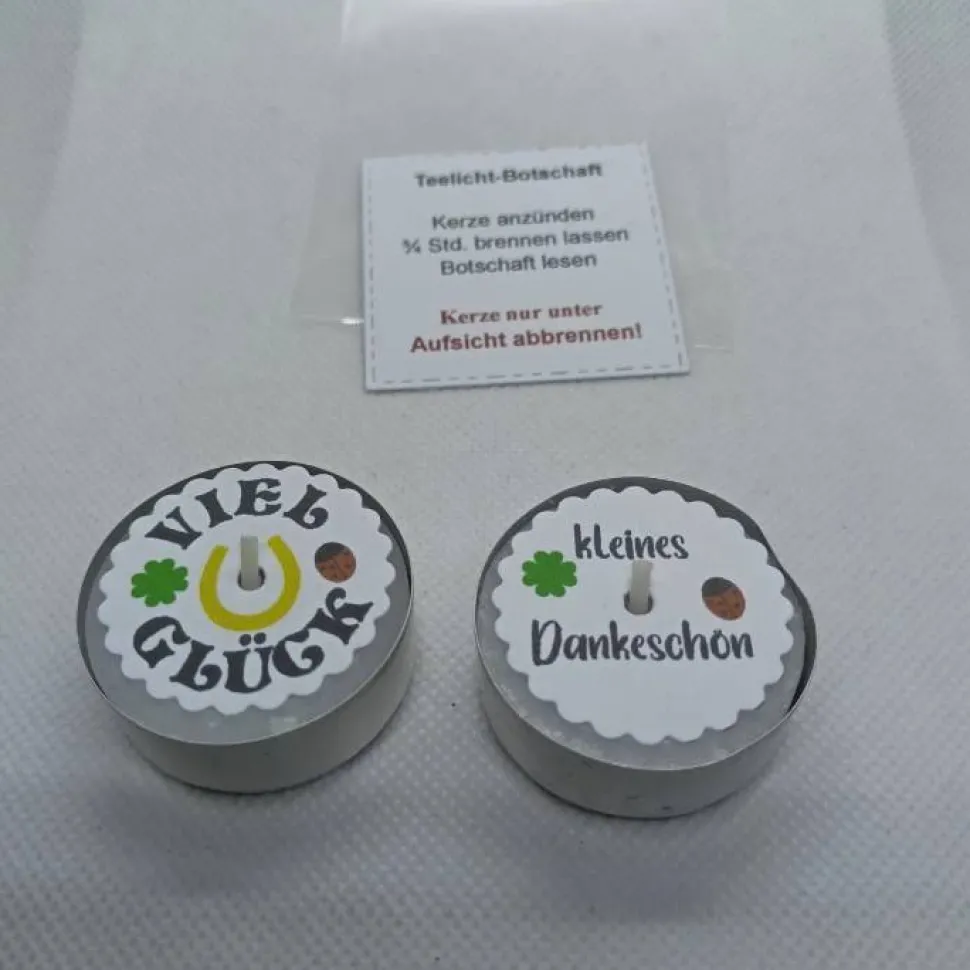 Teelicht-Botschaft
Kerze anzünden
¾ Std. brennen lassen
Botschaft lesen
Kerze nur unter
Aufsicht abbrennen!
VIEL
GLÜCK
kleines
Dankeschön